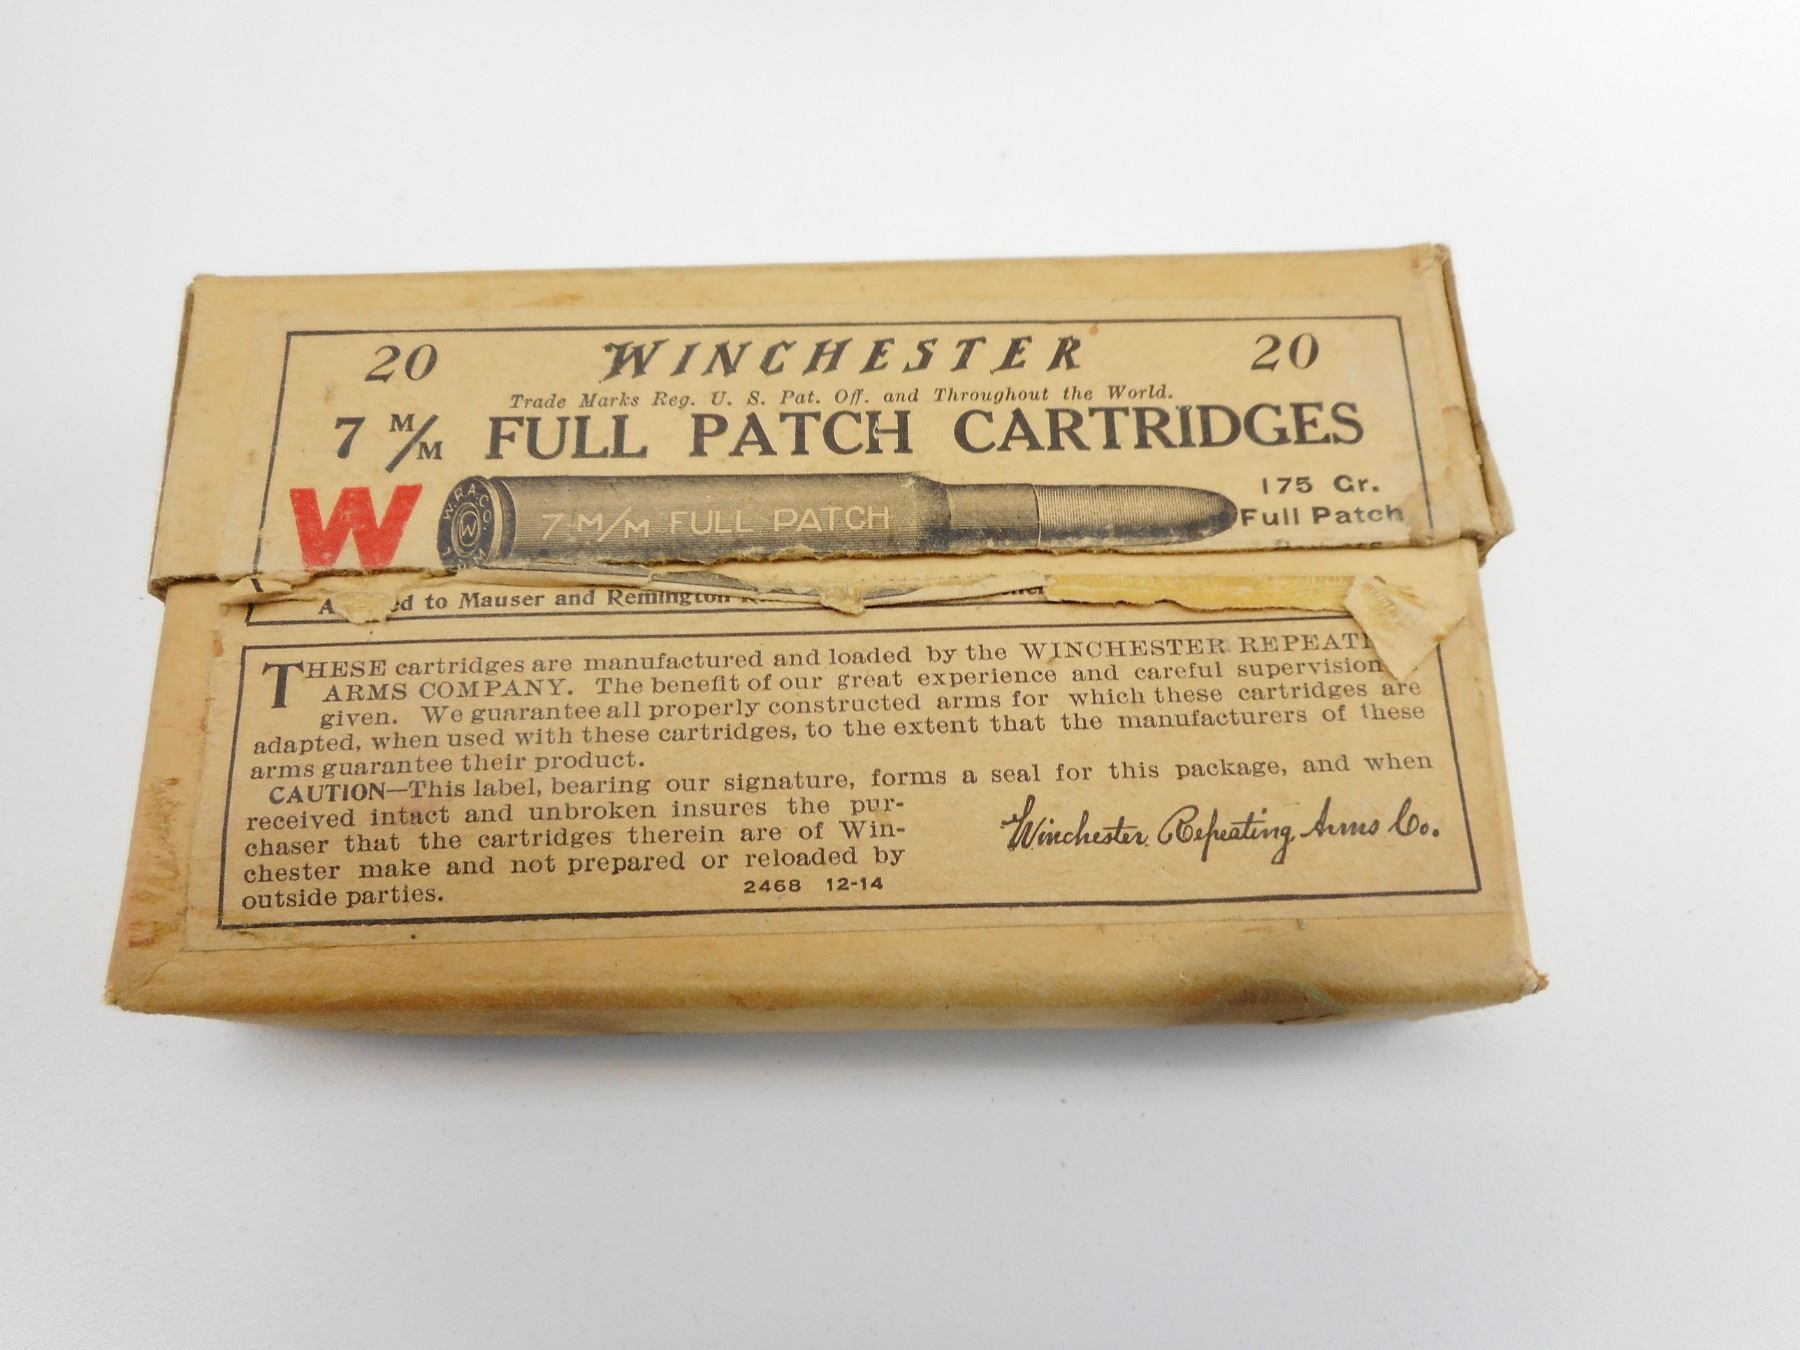 20 WINCHESTER 20
Trade Marks Reg. U. S. Pat. Off. and Throughout the World.
7 M/M FULL PATCH CARTRIDGES
W
W.R.A.CO.
W
7 M/M
7 M/M FULL PATCH
175 Gr.
Full Patch
to Mauser and Remington
THESE cartridges are manufactured and loaded by the WINCHESTER REPEATI
ARMS COMPANY. The benefit of our great experience and careful supervision
given. We guarantee all properly constructed arms for which these cartridges are
adapted, when used with these cartridges, to the extent that the manufacturers of these
arms guarantee their product.
CAUTION—This label, bearing our signature, forms a seal for this package, and when
received intact and unbroken insures the pur-
chaser that the cartridges therein are of Win-
chester make and not prepared or reloaded by
outside parties.
2468 12-14
Winchester Repeating Arms Co.